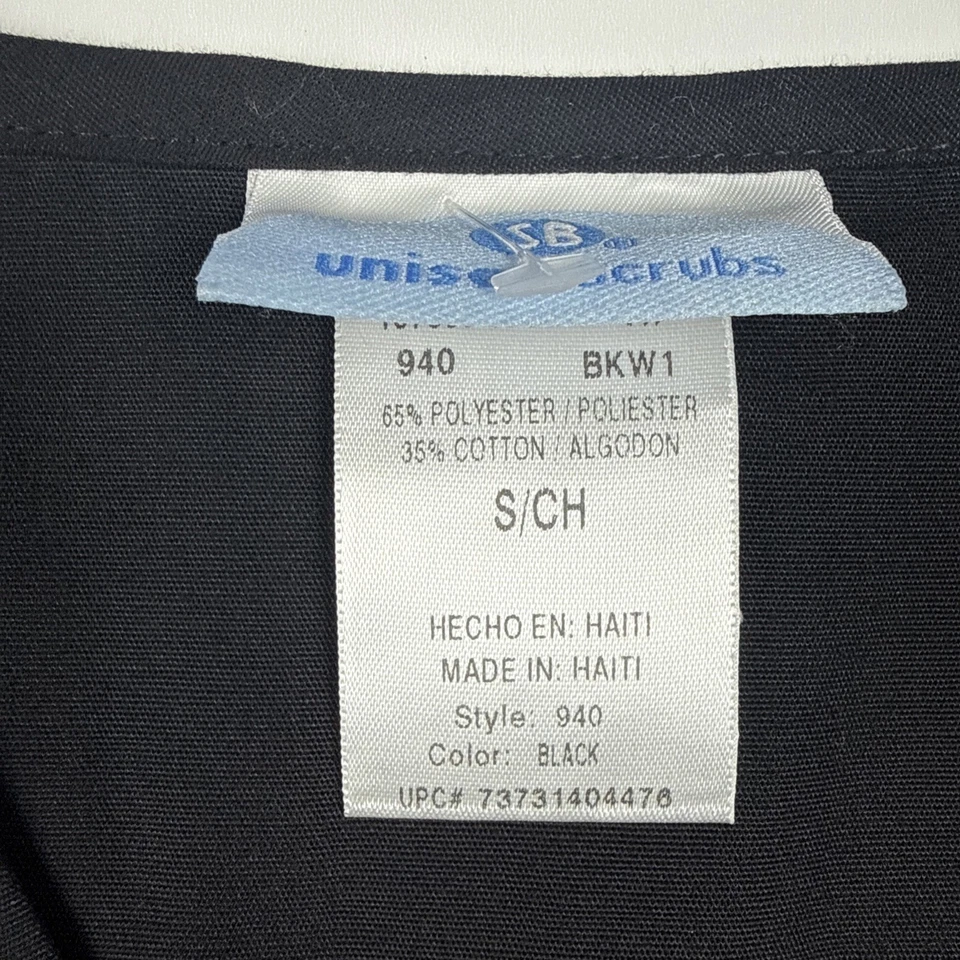 SB ®
scrubs
940 BKW1
65% POLYESTER / POLIESTER
35% COTTON / ALGODON
S/CH
HECHO EN: HAITI
MADE IN: HAITI
Style: 940
Color: BLACK
UPC# 73731404476